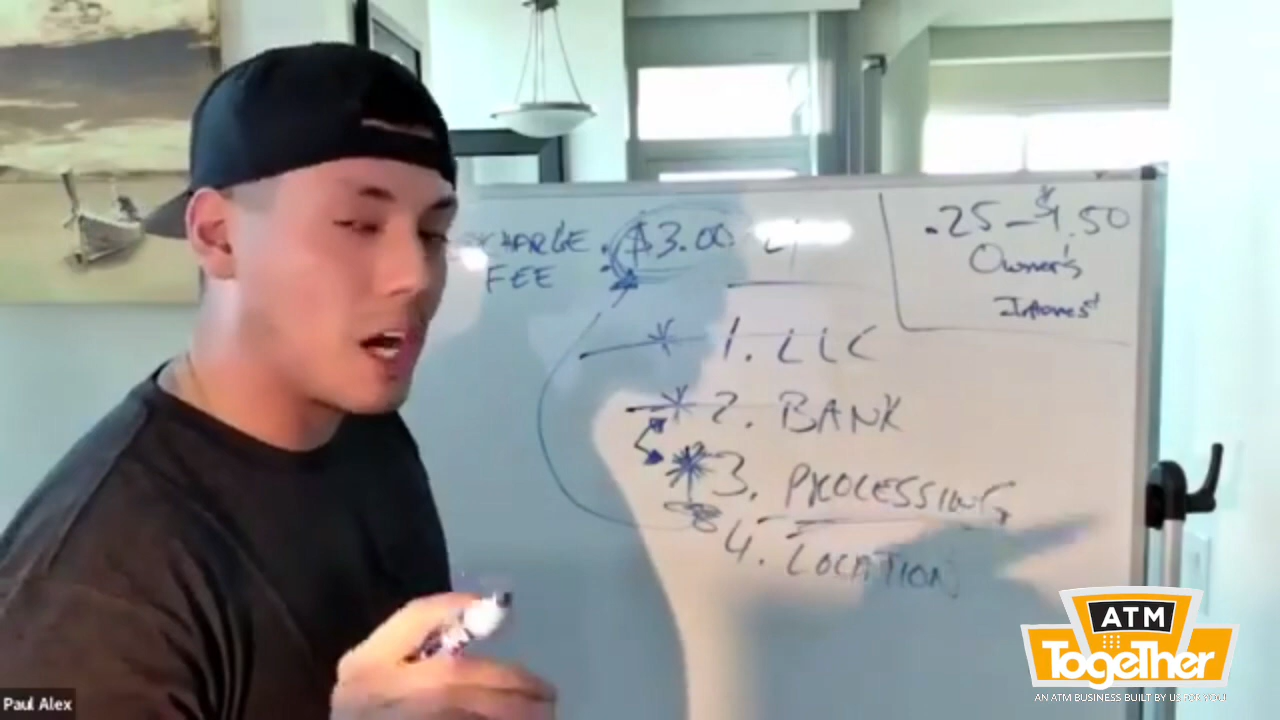 CHARGE $3.00
FEE
.25-$1.50
Owner's
1. LLC
2. BANK
3. PROCESSING
4. LOCATION
ATM
TogeTher
AN ATM BUSINESS BUILT BY US FOR YOU!
Paul Alex